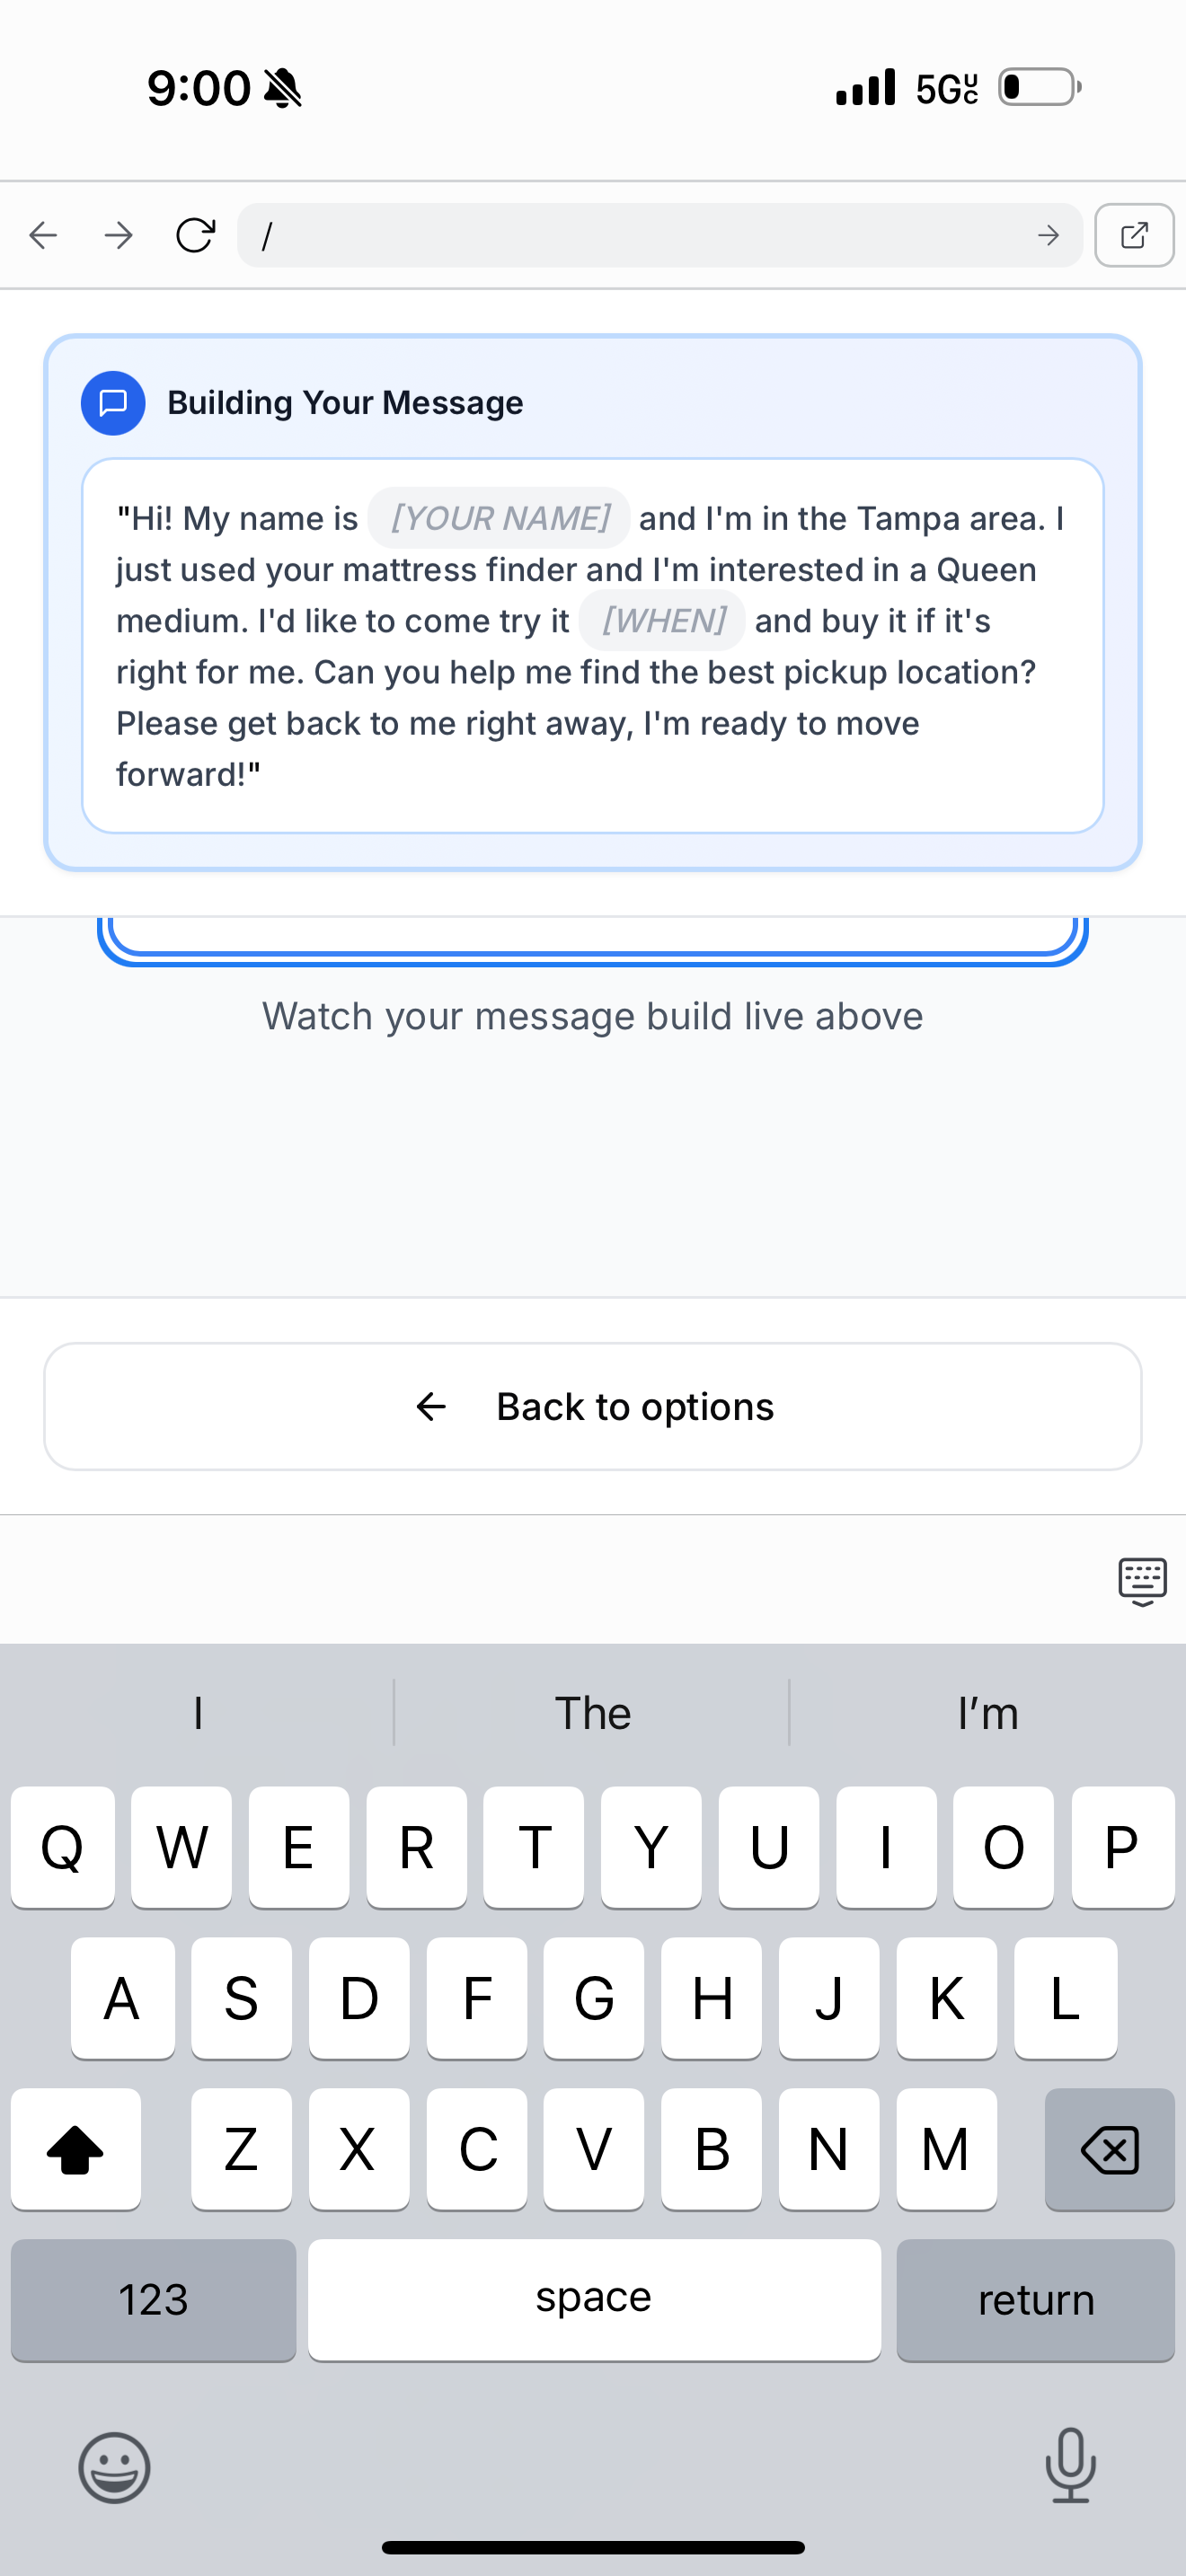 9:00
5G UC
/
Building Your Message
"Hi! My name is [YOUR NAME] and I'm in the Tampa area. I
just used your mattress finder and I'm interested in a Queen
medium. I'd like to come try it [WHEN] and buy it if it's
right for me. Can you help me find the best pickup location?
Please get back to me right away, I'm ready to move
forward!"
Watch your message build live above
Back to options
I The I’m
Q W E R T Y U I O P
A S D F G H J K L
Z X C V B N M
123 space return